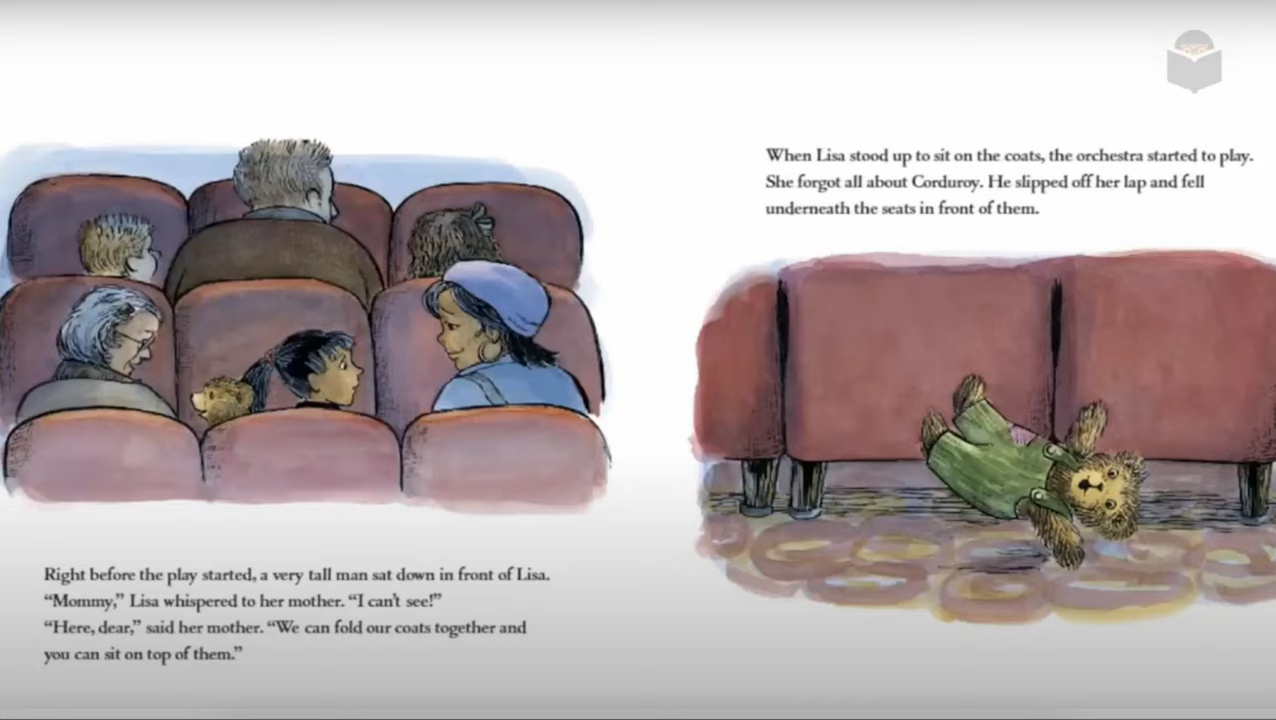 Right before the play started, a very tall man sat down in front of Lisa.
“Mommy,” Lisa whispered to her mother. “I can’t see!”
“Here, dear,” said her mother. “We can fold our coats together and
you can sit on top of them.”
When Lisa stood up to sit on the coats, the orchestra started to play.
She forgot all about Corduroy. He slipped off her lap and fell
underneath the seats in front of them.